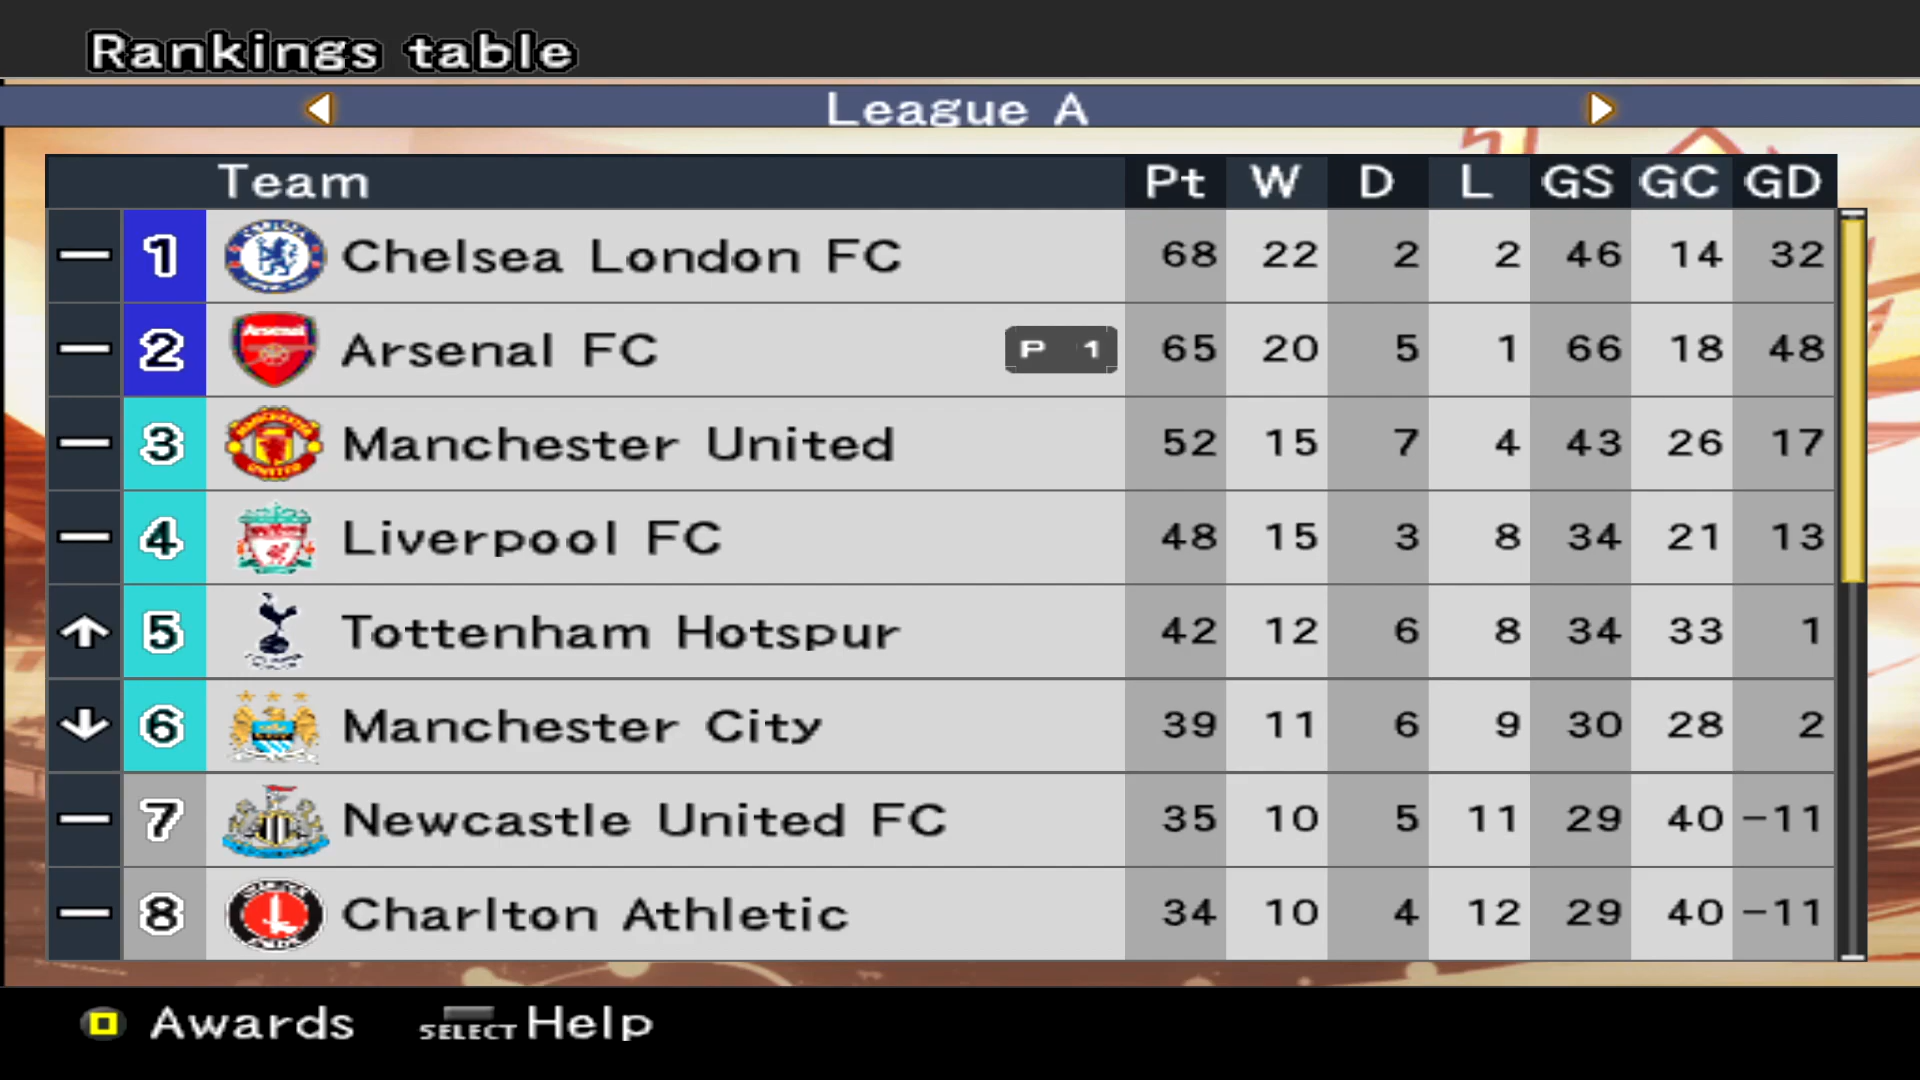 Rankings table
League A
Team Pt W D L GS GC GD
1 Chelsea London FC 68 22 2 2 46 14 32
2 Arsenal FC P 1 65 20 5 1 66 18 48
3 Manchester United 52 15 7 4 43 26 17
4 Liverpool FC 48 15 3 8 34 21 13
5 Tottenham Hotspur 42 12 6 8 34 33 1
6 Manchester City 39 11 6 9 30 28 2
7 Newcastle United FC 35 10 5 11 29 40 -11
8 Charlton Athletic 34 10 4 12 29 40 -11
Awards SELECT Help